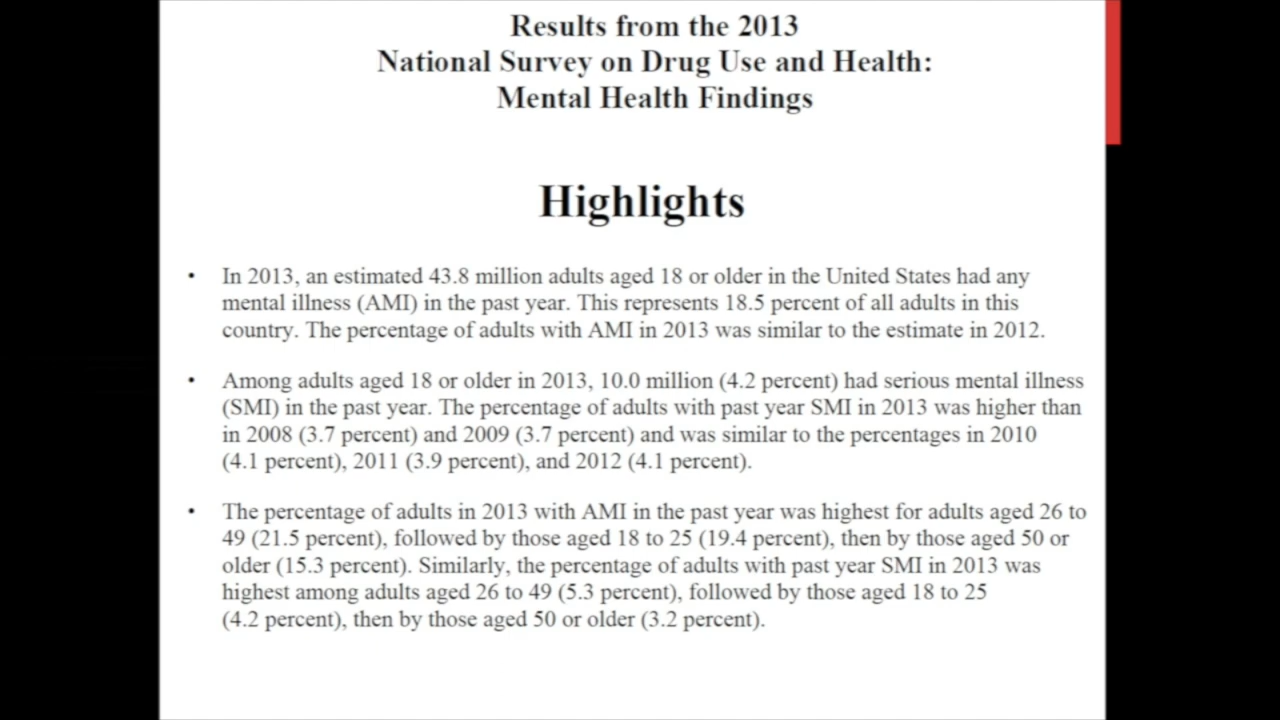 Results from the 2013
National Survey on Drug Use and Health:
Mental Health Findings
Highlights
• In 2013, an estimated 43.8 million adults aged 18 or older in the United States had any
mental illness (AMI) in the past year. This represents 18.5 percent of all adults in this
country. The percentage of adults with AMI in 2013 was similar to the estimate in 2012.
• Among adults aged 18 or older in 2013, 10.0 million (4.2 percent) had serious mental illness
(SMI) in the past year. The percentage of adults with past year SMI in 2013 was higher than
in 2008 (3.7 percent) and 2009 (3.7 percent) and was similar to the percentages in 2010
(4.1 percent), 2011 (3.9 percent), and 2012 (4.1 percent).
• The percentage of adults in 2013 with AMI in the past year was highest for adults aged 26 to
49 (21.5 percent), followed by those aged 18 to 25 (19.4 percent), then by those aged 50 or
older (15.3 percent). Similarly, the percentage of adults with past year SMI in 2013 was
highest among adults aged 26 to 49 (5.3 percent), followed by those aged 18 to 25
(4.2 percent), then by those aged 50 or older (3.2 percent).